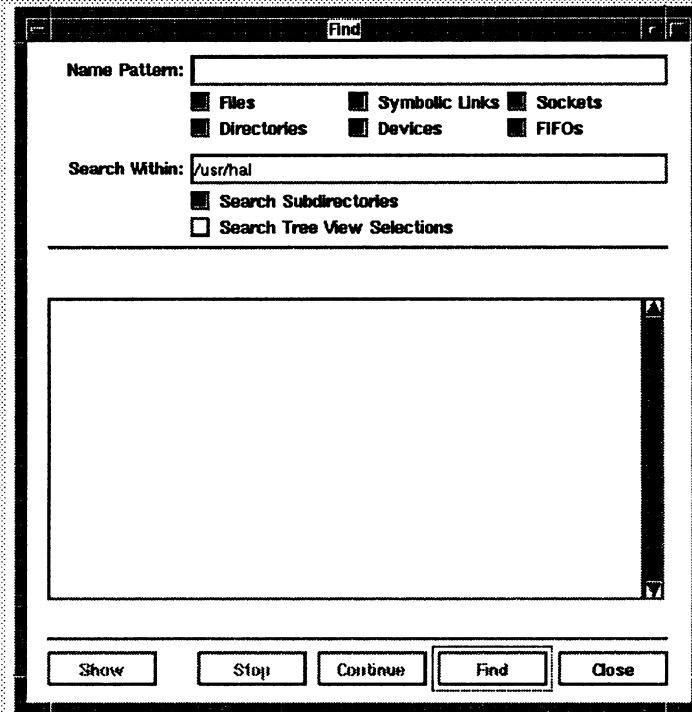 Find
Name Pattern:
Files Symbolic Links Sockets
Directories Devices FIFOs
Search Within: /usr/hal
Search Subdirectories
Search Tree View Selections
Show Stop Continue Find Close